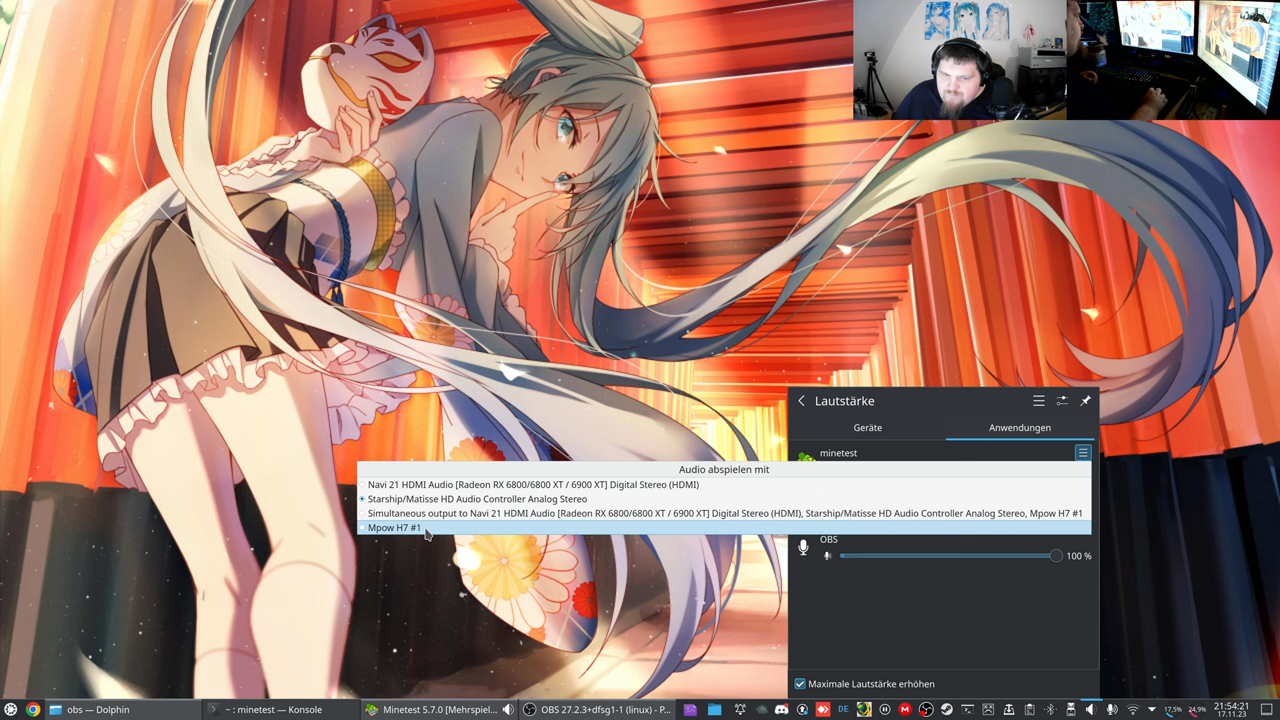 Lautstärke
Geräte
Anwendungen
minetest
Audio abspielen mit
Navi 21 HDMI Audio [Radeon RX 6800/6800 XT / 6900 XT] Digital Stereo (HDMI)
Starship/Matisse HD Audio Controller Analog Stereo
Simultaneous output to Navi 21 HDMI Audio [Radeon RX 6800/6800 XT / 6900 XT] Digital Stereo (HDMI), Starship/Matisse HD Audio Controller Analog Stereo, Mpow H7 #1
Mpow H7 #1
OBS
100 %
Maximale Lautstärke erhöhen
obs — Dolphin
~ : minetest — Konsole
Minetest 5.7.0 [Mehrspiel...
OBS 27.2.3+dfsg1-1 (linux) - P...
DE
17,5%
24,9%
21:54:21
17.11.23